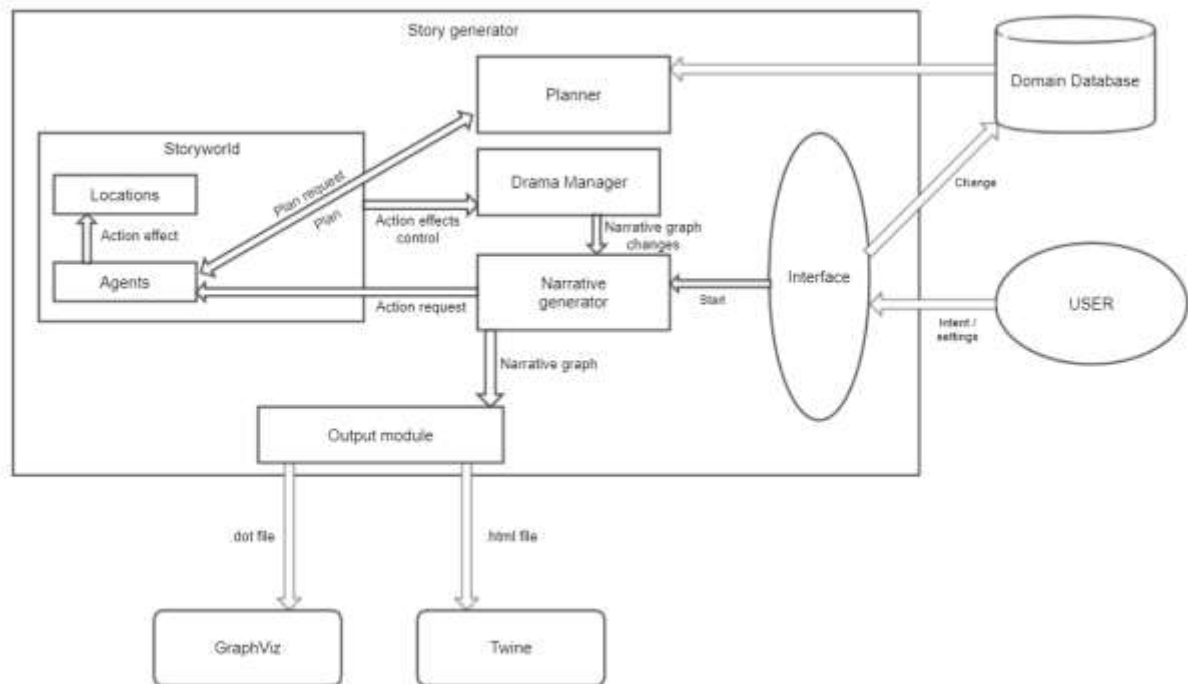 Story generator
Planner
Domain Database
Storyworld
Locations
Action effect
Agents
Plan request
Plan
Action effects
control
Drama Manager
Narrative graph
changes
Narrative
generator
Action request
Start
Interface
Change
Intent /
settings
USER
Narrative graph
Output module
.dot file
.html file
GraphViz
Twine